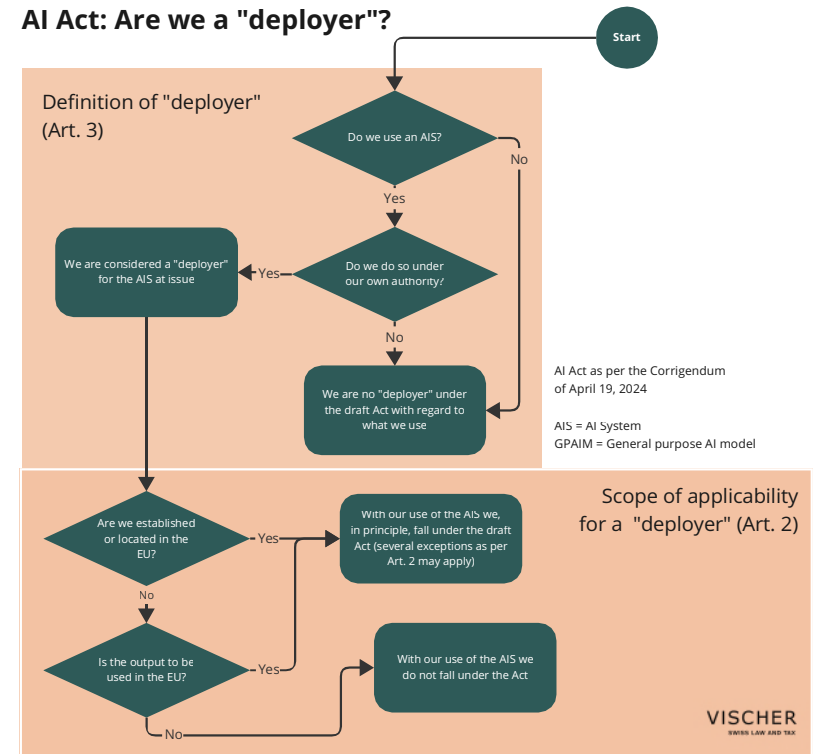 AI Act: Are we a "deployer"?
Start
Definition of "deployer"
(Art. 3)
Do we use an AIS?
No
Yes
We are considered a "deployer"
for the AIS at issue
Yes
Do we do so under
our own authority?
No
We are no "deployer" under
the draft Act with regard to
what we use
AI Act as per the Corrigendum
of April 19, 2024
AIS = AI System
GPAIM = General purpose AI model
Scope of applicability
for a "deployer" (Art. 2)
Are we established
or located in the
EU?
Yes
With our use of the AIS we,
in principle, fall under the draft
Act (several exceptions as per
Art. 2 may apply)
No
Is the output to be
used in the EU?
Yes
With our use of the AIS we
do not fall under the Act
No
VISCHER
SWISS LAW AND TAX